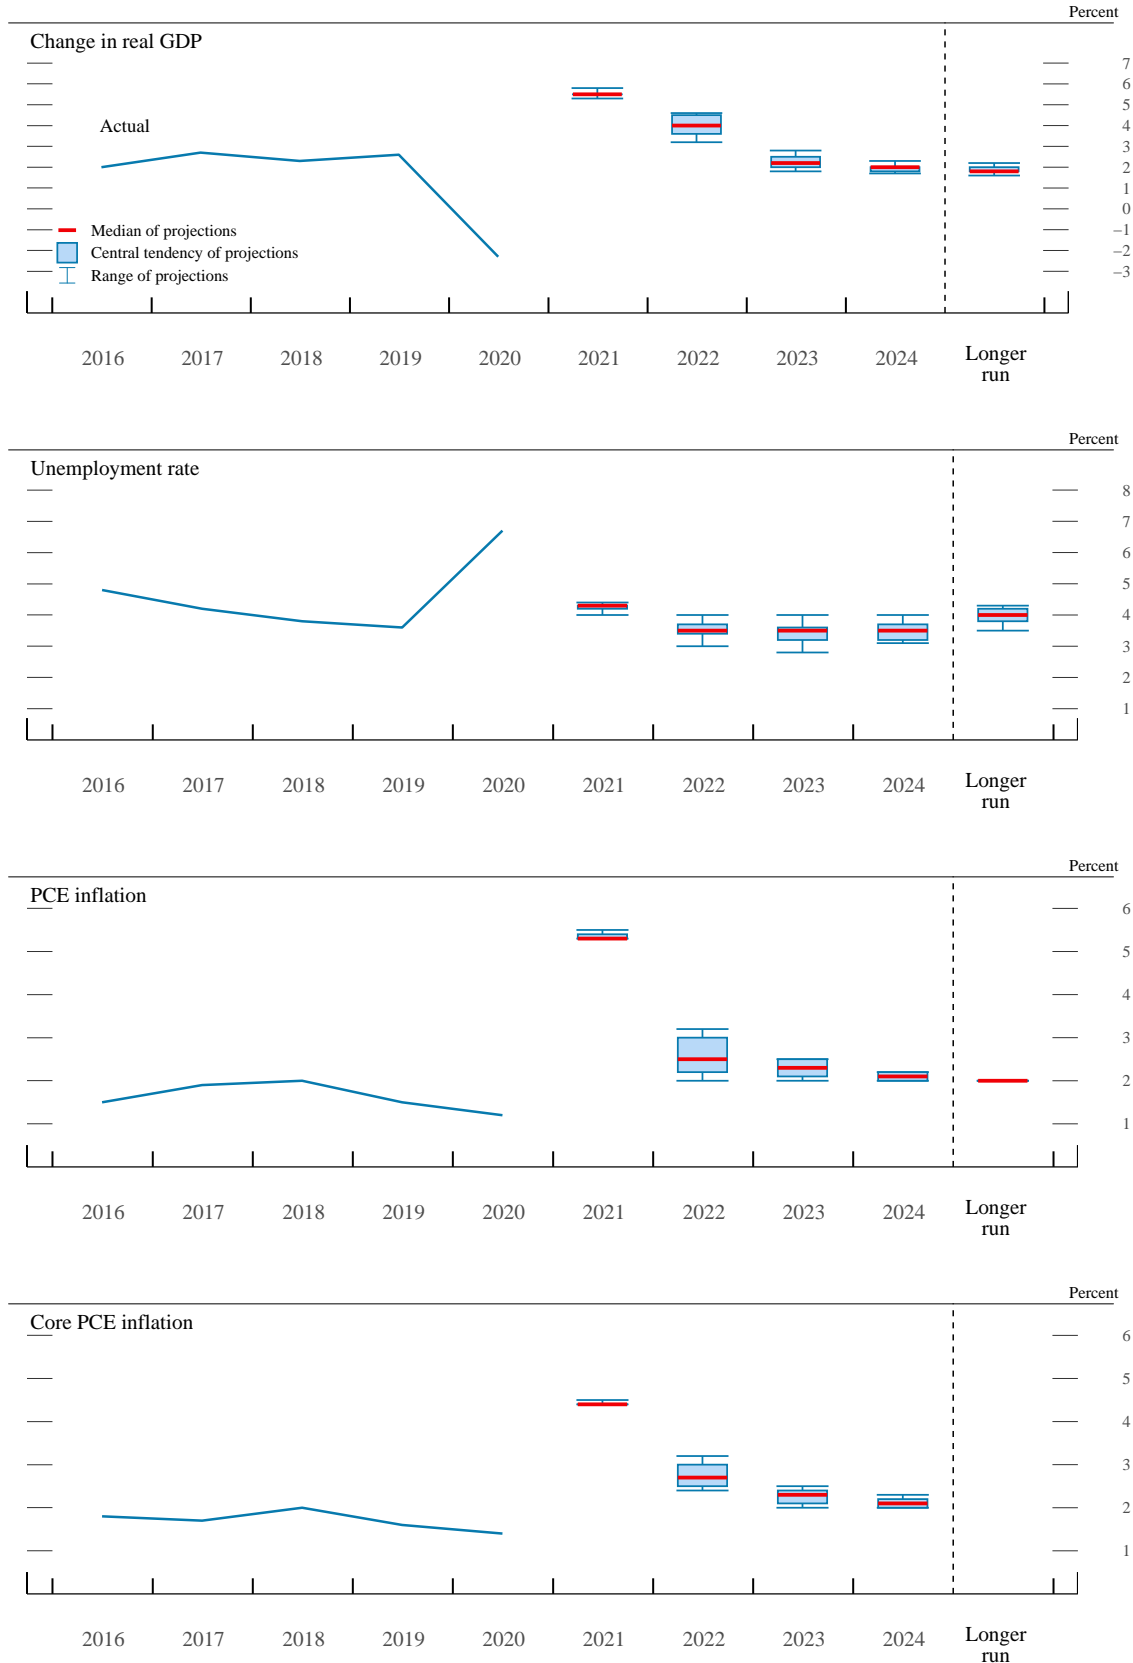 Percent
Change in real GDP
7
6
5
Actual
4
3
2
1
0
Median of projections
−1
Central tendency of projections
−2
Range of projections
−3
2016 2017 2018 2019 2020 2021 2022 2023 2024 Longer
run
Percent
Unemployment rate
8
7
6
5
4
3
2
1
2016 2017 2018 2019 2020 2021 2022 2023 2024 Longer
run
Percent
PCE inflation
6
5
4
3
2
1
2016 2017 2018 2019 2020 2021 2022 2023 2024 Longer
run
Percent
Core PCE inflation
6
5
4
3
2
1
2016 2017 2018 2019 2020 2021 2022 2023 2024 Longer
run